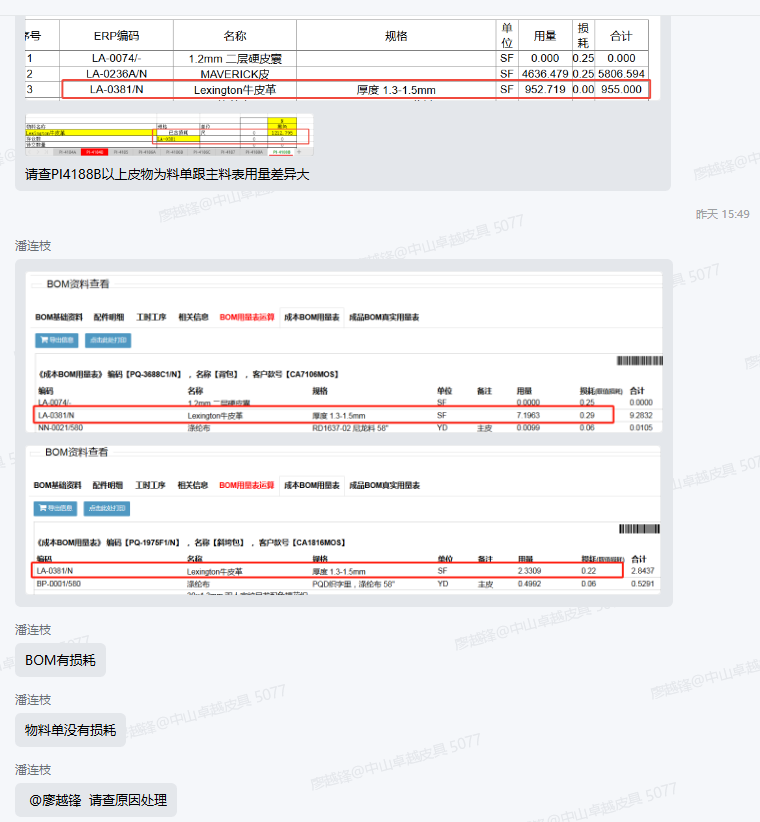 序号 ERP编码 名称 规格 单位 用量 损耗 合计
1 LA-0074/- 1.2mm 二层硬皮囊 SF 0.000 0.25 0.000
2 LA-0236A/N MAVERICK皮 SF 4636.479 0.25 5806.594
3 LA-0381/N Lexington牛皮革 厚度 1.3-1.5mm SF 952.719 0.00 955.000
Lexington牛皮革
LA-0381
请查PI4188B以上皮物为料单跟主料表用量差异大
昨天 15:49
潘连枝
BOM资料查看
BOM基础资料 配件明细 工时工序 相关信息 BOM用量表运算 成本BOM用量表 成品BOM真实用量表
导出信息 点击此处打印
《成本BOM用量表》 编码【PQ-3688C1/N】 ，名称【背包】 ，客户款号【CA7106MOS】
编码 名称 规格 单位 备注 用量 损耗 合计
LA-0074/- 1.2mm 二层硬皮囊 SF 0.0000 0.25 0.0000
LA-0381/N Lexington牛皮革 厚度 1.3-1.5mm SF 7.1963 0.29 9.2832
NN-0021/580 涤纶布 RD1637-02 尼龙料 58" YD 主皮 0.0099 0.06 0.0105
BOM资料查看
BOM基础资料 配件明细 工时工序 相关信息 BOM用量表运算 成本BOM用量表 成品BOM真实用量表
导出信息 点击此处打印
《成本BOM用量表》 编码【PQ-1975F1/N】 ，名称【斜挎包】 ，客户款号【CA1816MOS】
编码 名称 规格 单位 备注 用量 损耗 合计
LA-0381/N Lexington牛皮革 厚度 1.3-1.5mm SF 2.3309 0.22 2.8437
BP-0001/580 涤纶布 PQD织字里，涤纶布 58" YD 主皮 0.4992 0.06 0.5291
潘连枝
BOM有损耗
潘连枝
物料单没有损耗
潘连枝
@廖越锋 请查原因处理
廖越锋@中山卓越皮具 5077